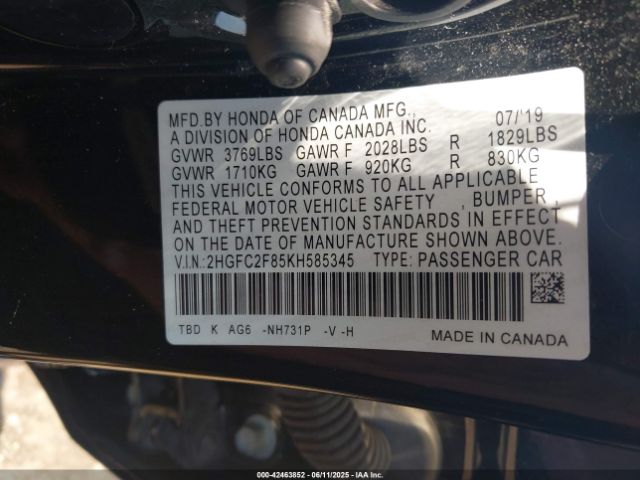 MFD.BY HONDA OF CANADA MFG., 07/'19
A DIVISION OF HONDA CANADA INC.
GVWR 3769LBS GAWR F 2028LBS R 1829LBS
GVWR 1710KG GAWR F 920KG R 830KG
THIS VEHICLE CONFORMS TO ALL APPLICABLE
FEDERAL MOTOR VEHICLE SAFETY , BUMPER,
AND THEFT PREVENTION STANDARDS IN EFFECT
ON THE DATE OF MANUFACTURE SHOWN ABOVE.
V.I.N:2HGFC2F85KH585345 TYPE: PASSENGER CAR
TBD K AG6 -NH731P -V -H
MADE IN CANADA
000-42463852 | 06/11/2025 - IAA Inc.